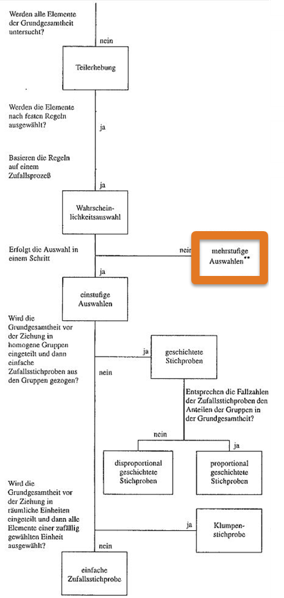 Werden alle Elemente
der Grundgesamtheit
untersucht?
nein
Teilerhebung
Werden die Elemente
nach festen Regeln
ausgewählt?
ja
Basieren die Regeln
auf einem
Zufallsprozeß
ja
Wahrschein-
lichkeitsauswahl
Erfolgt die Auswahl in
einem Schritt
nein
mehrstufige
Auswahlen**
ja
einstufige
Auswahlen
Wird die
Grundgesamtheit vor
der Ziehung in
homogene Gruppen
eingeteilt und dann
einfache
Zufallsstichproben aus
den Gruppen gezogen?
ja
nein
geschichtete
Stichproben
Entsprechen die Fallzahlen
der Zufallsstichproben den
Anteilen der Gruppen in
der Grundgesamtheit?
nein
ja
disproportional
geschichtete
Stichproben
proportional
geschichtete
Stichproben
Wird die
Grundgesamtheit vor
der Ziehung in
räumliche Einheiten
eingeteilt und dann alle
Elemente einer zufällig
gewählten Einheit
ausgewählt?
ja
Klumpen-
stichprobe
nein
einfache
Zufallsstichprobe